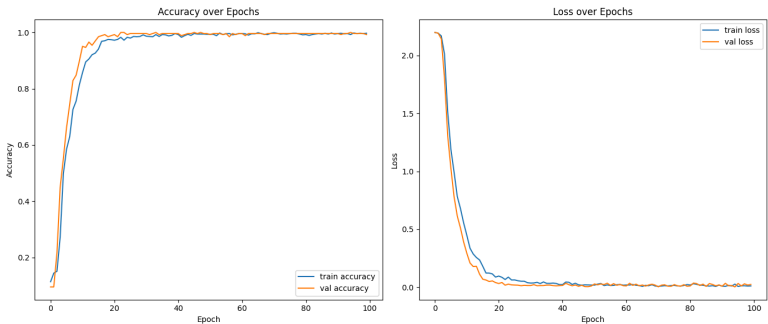 Accuracy over Epochs
1.0
0.8
0.6
0.4
0.2
Accuracy
0
20
40
60
80
100
Epoch
train accuracy
val accuracy
Loss over Epochs
2.0
1.5
1.0
0.5
0.0
Loss
0
20
40
60
80
100
Epoch
train loss
val loss